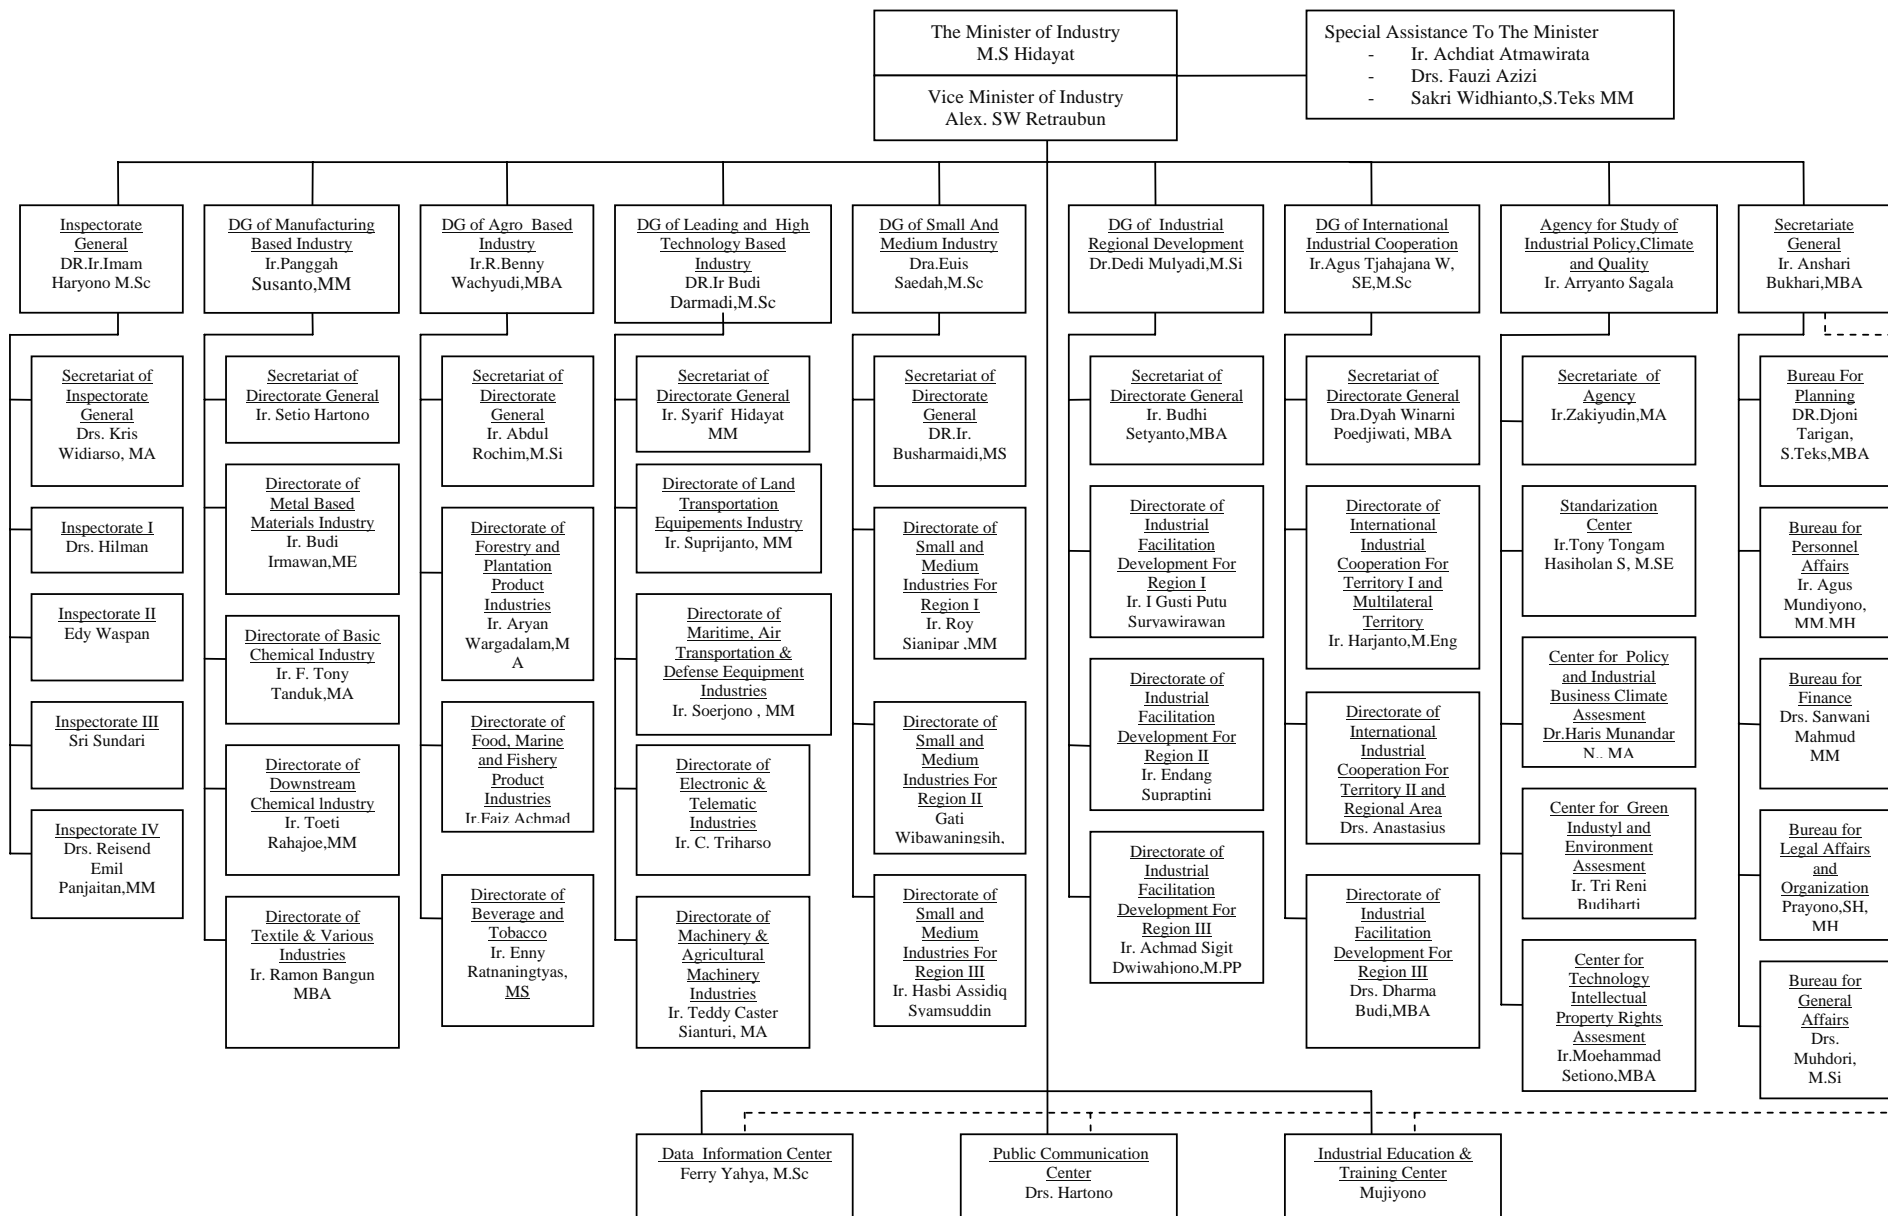 The Minister of Industry
M.S Hidayat
Vice Minister of Industry
Alex. SW Retraubun
Special Assistance To The Minister
- Ir. Achdiat Atmawirata
- Drs. Fauzi Azizi
- Sakri Widhianto,S.Teks MM
Inspectorate
General
DR.Ir.Imam
Haryono M.Sc
DG of Manufacturing
Based Industry
Ir.Panggah
Susanto,MM
DG of Agro Based
Industry
Ir.R.Benny
Wachyudi,MBA
DG of Leading and High
Technology Based
Industry
DR.Ir Budi
Darmadi,M.Sc
DG of Small And
Medium Industry
Dra.Euis
Saedah,M.Sc
DG of Industrial
Regional Development
Dr.Dedi Mulyadi,M.Si
DG of International
Industrial Cooperation
Ir.Agus Tjahajana W,
SE,M.Sc
Agency for Study of
Industrial Policy,Climate
and Quality
Ir. Arryanto Sagala
Secretariate
General
Ir. Anshari
Bukhari,MBA
Secretariat of
Inspectorate
General
Drs. Kris
Widiarso, MA
Inspectorate I
Drs. Hilman
Inspectorate II
Edy Waspan
Inspectorate III
Sri Sundari
Inspectorate IV
Drs. Reisend
Emil
Panjaitan,MM
Secretariat of
Directorate General
Ir. Setio Hartono
Directorate of
Metal Based
Materials Industry
Ir. Budi
Irmawan,ME
Directorate of Basic
Chemical Industry
Ir. F. Tony
Tanduk,MA
Directorate of
Downstream
Chemical Industry
Ir. Toeti
Rahajoe,MM
Directorate of
Textile & Various
Industries
Ir. Ramon Bangun
MBA
Secretariat of
Directorate
General
Ir. Abdul
Rochim,M.Si
Directorate of
Forestry and
Plantation
Product
Industries
Ir. Aryan
Wargadalam,M
A
Directorate of
Food, Marine
and Fishery
Product
Industries
Ir.Faiz Achmad
Directorate of
Beverage and
Tobacco
Ir. Enny
Ratnaningtyas,
MS
Secretariat of
Directorate General
Ir. Syarif Hidayat
MM
Directorate of Land
Transportation
Equipements Industry
Ir. Suprijanto, MM
Directorate of
Maritime, Air
Transportation &
Defense Eequipment
Industries
Ir. Soerjono , MM
Directorate of
Electronic &
Telematic
Industries
Ir. C. Triharso
Directorate of
Machinery &
Agricultural
Machinery
Industries
Ir. Teddy Caster
Sianturi, MA
Secretariat of
Directorate
General
DR.Ir.
Busharmaidi,MS
Directorate of
Small and
Medium
Industries For
Region I
Ir. Roy
Sianipar ,MM
Directorate of
Small and
Medium
Industries For
Region II
Gati
Wibawaningsih,
Directorate of
Small and
Medium
Industries For
Region III
Ir. Hasbi Assidiq
Syamsuddin
Secretariat of
Directorate General
Ir. Budhi
Setyanto,MBA
Directorate of
Industrial
Facilitation
Development For
Region I
Ir. I Gusti Putu
Suryawirawan
Directorate of
Industrial
Facilitation
Development For
Region II
Ir. Endang
Supraptini
Directorate of
Industrial
Facilitation
Development For
Region III
Ir. Achmad Sigit
Dwiwahjono,M.PP
Secretariat of
Directorate General
Dra.Dyah Winarni
Poedjiwati, MBA
Directorate of
International
Industrial
Cooperation For
Territory I and
Multilateral
Territory
Ir. Harjanto,M.Eng
Directorate of
International
Industrial
Cooperation For
Territory II and
Regional Area
Drs. Anastasius
Directorate of
Industrial
Facilitation
Development For
Region III
Drs. Dharma
Budi,MBA
Secretariate of
Agency
Ir.Zakiyudin,MA
Standarization
Center
Ir.Tony Tongam
Hasiholan S, M.SE
Center for Policy
and Industrial
Business Climate
Assesment
Dr.Haris Munandar
N,. MA
Center for Green
Industyl and
Environment
Assesment
Ir. Tri Reni
Budiharti
Center for
Technology
Intellectual
Property Rights
Assesment
Ir.Moehammad
Setiono,MBA
Bureau For
Planning
DR.Djoni
Tarigan,
S.Teks,MBA
Bureau for
Personnel
Affairs
Ir. Agus
Mundiyono,
MM,MH
Bureau for
Finance
Drs. Sanwani
Mahmud
MM
Bureau for
Legal Affairs
and
Organization
Prayono,SH,
MH
Bureau for
General
Affairs
Drs.
Muhdori,
M.Si
Data Information Center
Ferry Yahya, M.Sc
Public Communication
Center
Drs. Hartono
Industrial Education &
Training Center
Mujiyono